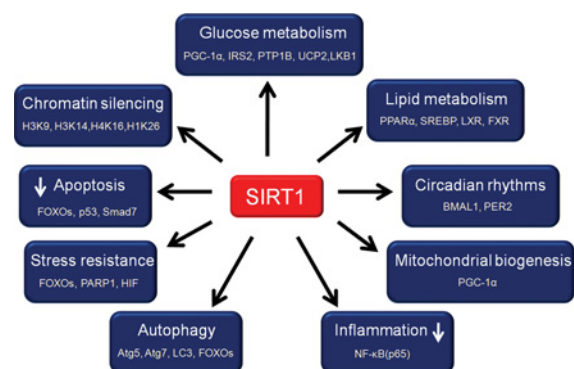 Glucose metabolism
PGC-1α, IRS2, PTP1B, UCP2,LKB1
Chromatin silencing
H3K9, H3K14,H4K16,H1K26
Lipid metabolism
PPARα, SREBP, LXR, FXR
Apoptosis
FOXOs, p53, Smad7
SIRT1
Circadian rhythms
BMAL1, PER2
Stress resistance
FOXOs, PARP1, HIF
Mitochondrial biogenesis
PGC-1α
Autophagy
Atg5, Atg7, LC3, FOXOs
Inflammation
NF-κB(p65)